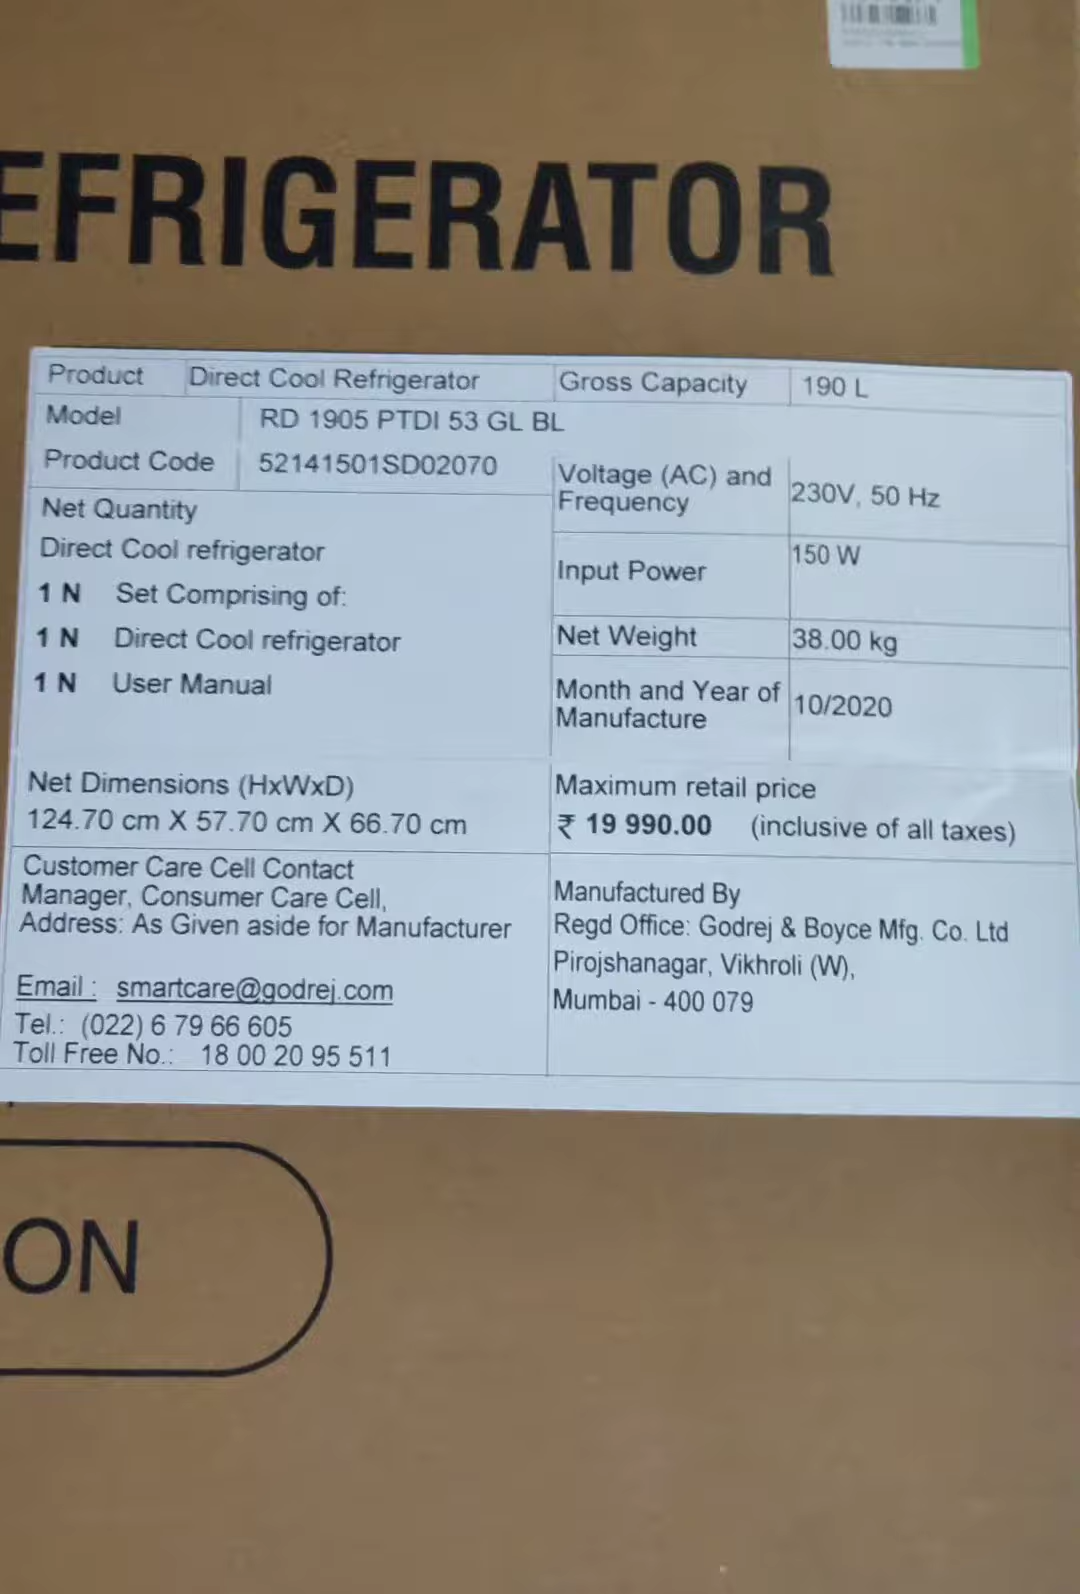 EFRIGERATOR
Product Direct Cool Refrigerator Gross Capacity 190 L
Model RD 1905 PTDI 53 GL BL
Product Code 52141501SD02070
Voltage (AC) and
Frequency 230V, 50 Hz
Net Quantity
Direct Cool refrigerator
1 N Set Comprising of:
1 N Direct Cool refrigerator
1 N User Manual
Input Power 150 W
Net Weight 38.00 kg
Month and Year of
Manufacture 10/2020
Net Dimensions (HxWxD)
124.70 cm X 57.70 cm X 66.70 cm
Maximum retail price
₹ 19 990.00 (inclusive of all taxes)
Customer Care Cell Contact
Manager, Consumer Care Cell,
Address: As Given aside for Manufacturer
Email : smartcare@godrej.com
Tel.: (022) 6 79 66 605
Toll Free No.: 18 00 20 95 511
Manufactured By
Regd Office: Godrej & Boyce Mfg. Co. Ltd
Pirojshanagar, Vikhroli (W),
Mumbai - 400 079
ON